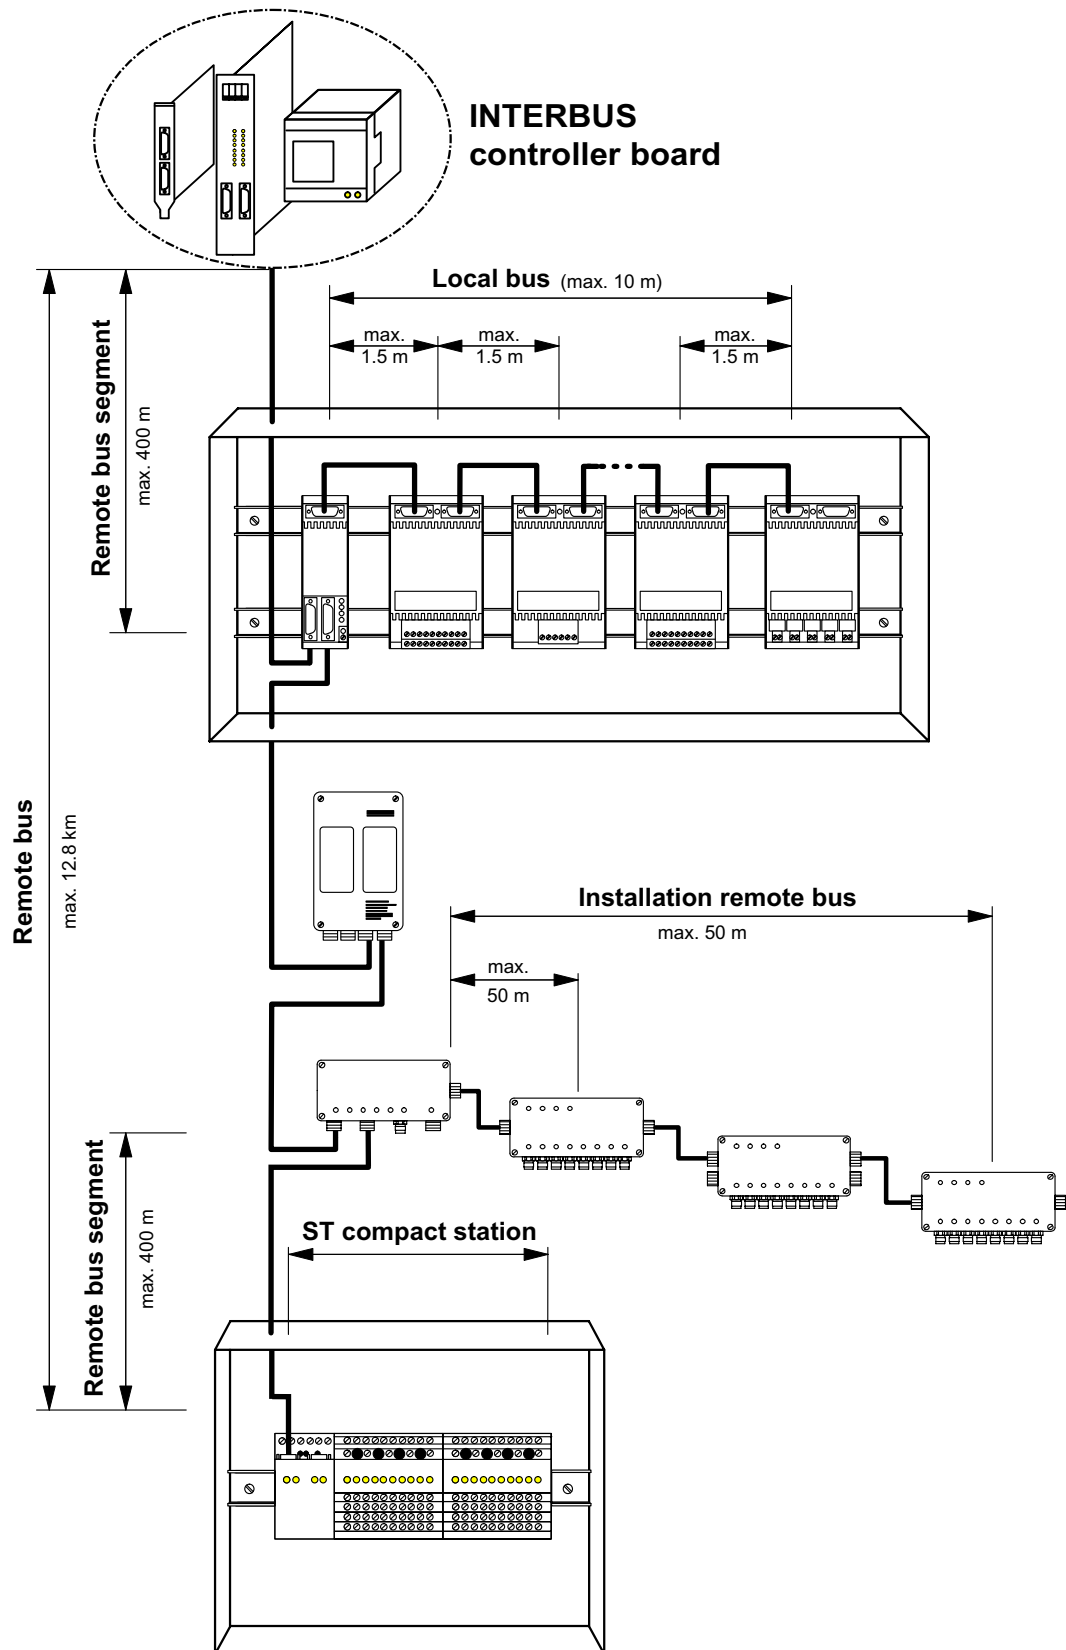 INTERBUS
controller board
Local bus (max. 10 m)
max.
1.5 m
max.
1.5 m
max.
1.5 m
Remote bus segment
max. 400 m
Remote bus
max. 12.8 km
Installation remote bus
max. 50 m
max.
50 m
Remote bus segment
max. 400 m
ST compact station